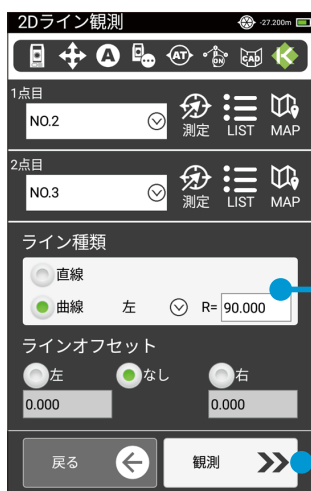 2Dライン観測 -27.200m
A AT ON CAD
1点目
NO.2 測定 LIST MAP
2点目
NO.3 測定 LIST MAP
ライン種類
直線
曲線 左 R= 90.000
ラインオフセット
左 なし 右
0.000 0.000
戻る 観測